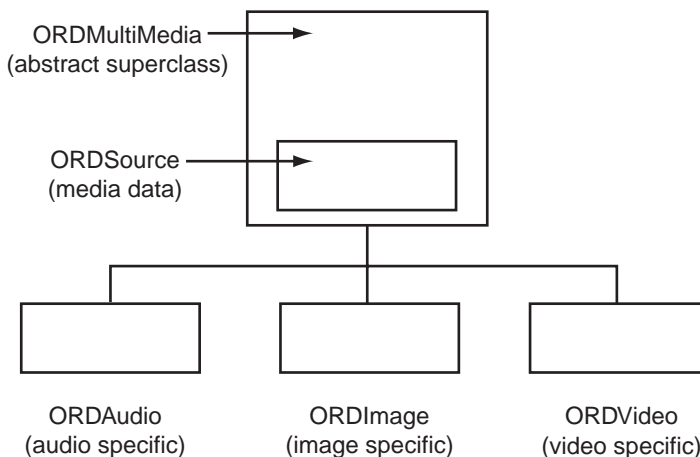 ORDMultiMedia
(abstract superclass)
ORDSource
(media data)
ORDAudio
(audio specific)
ORDImage
(image specific)
ORDVideo
(video specific)